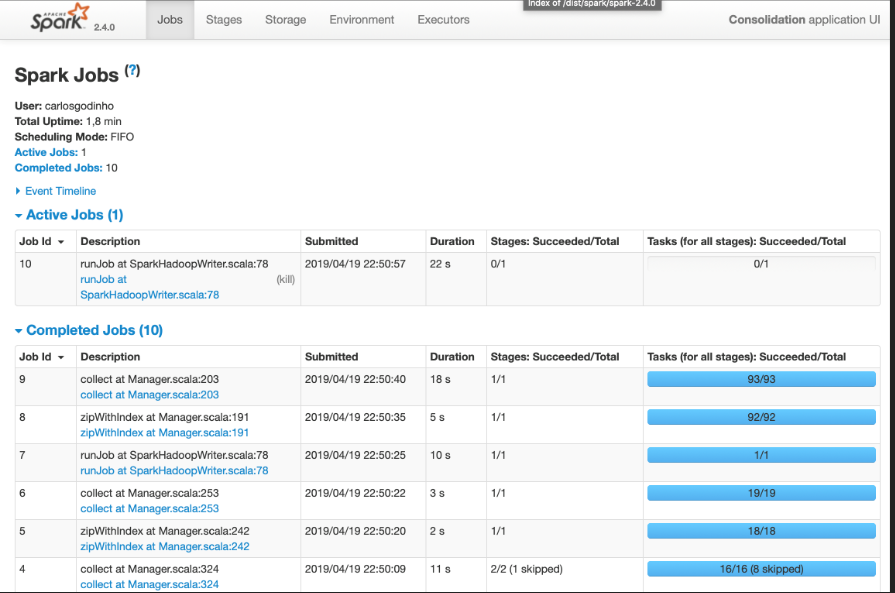 Index of /dist/spark/spark-2.4.0
APACHE Spark 2.4.0 Jobs Stages Storage Environment Executors Consolidation application UI
Spark Jobs (?)
User: carlosgodinho
Total Uptime: 1,8 min
Scheduling Mode: FIFO
Active Jobs: 1
Completed Jobs: 10
Event Timeline
Active Jobs (1)
Job Id Description Submitted Duration Stages: Succeeded/Total Tasks (for all stages): Succeeded/Total
10 runJob at SparkHadoopWriter.scala:78 2019/04/19 22:50:57 22 s 0/1 0/1
runJob at (kill)
SparkHadoopWriter.scala:78
Completed Jobs (10)
Job Id Description Submitted Duration Stages: Succeeded/Total Tasks (for all stages): Succeeded/Total
9 collect at Manager.scala:203 2019/04/19 22:50:40 18 s 1/1 93/93
collect at Manager.scala:203
8 zipWithIndex at Manager.scala:191 2019/04/19 22:50:35 5 s 1/1 92/92
zipWithIndex at Manager.scala:191
7 runJob at SparkHadoopWriter.scala:78 2019/04/19 22:50:25 10 s 1/1 1/1
runJob at SparkHadoopWriter.scala:78
6 collect at Manager.scala:253 2019/04/19 22:50:22 3 s 1/1 19/19
collect at Manager.scala:253
5 zipWithIndex at Manager.scala:242 2019/04/19 22:50:20 2 s 1/1 18/18
zipWithIndex at Manager.scala:242
4 collect at Manager.scala:324 2019/04/19 22:50:09 11 s 2/2 (1 skipped) 16/16 (8 skipped)
collect at Manager.scala:324